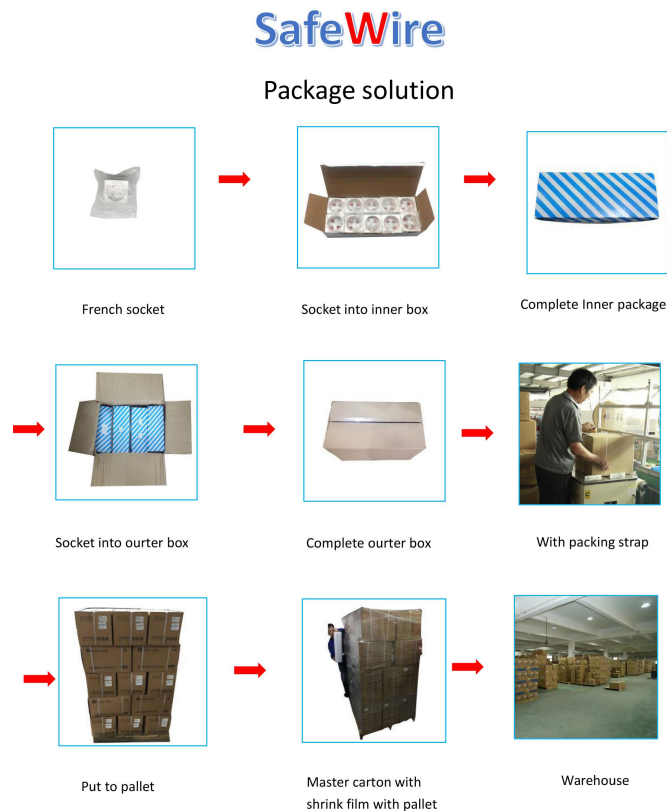 SafeWire
Package solution
French socket
Socket into inner box
Complete Inner package
Socket into ourter box
Complete ourter box
With packing strap
Put to pallet
Master carton with
shrink film with pallet
Warehouse